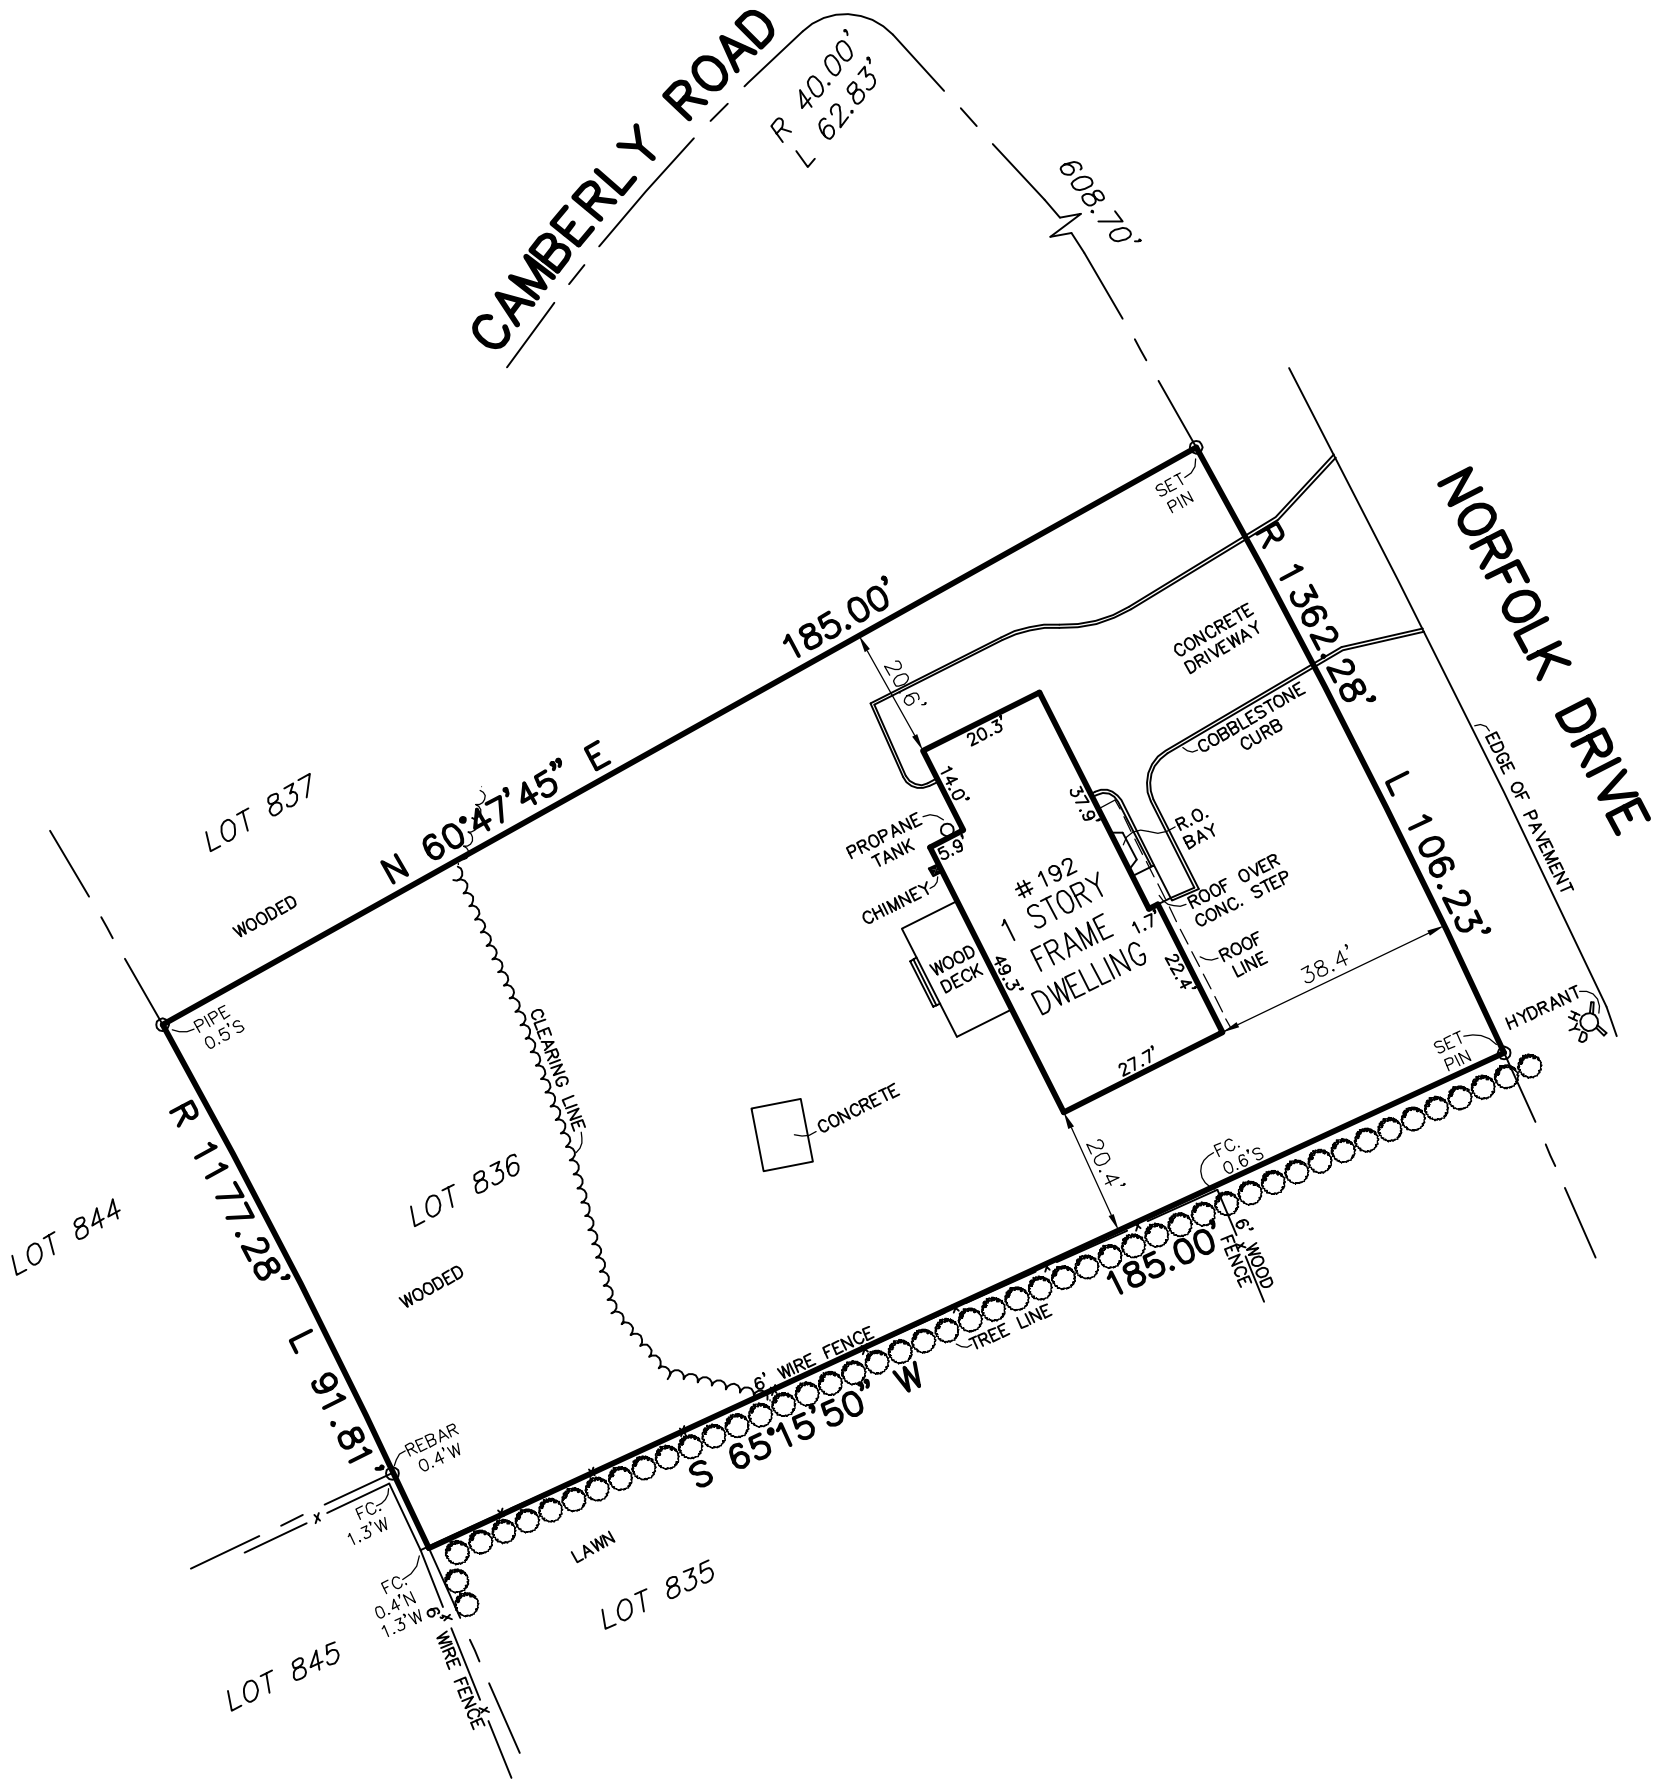 CAMBERLY ROAD
R 40.00'
L 62.83'
608.70'
NORFOLK DRIVE
SET
PIN
R 1362.28'
L 106.23'
185.00'
N 60°47'45" E
20.6'
CONCRETE
DRIVEWAY
COBBLESTONE
CURB
EDGE OF PAVEMENT
LOT 837
WOODED
20.3'
14.0'
37.9'
R.O.
BAY
PROPANE
TANK
5.9'
CHIMNEY
#192
1 STORY
FRAME
DWELLING
ROOF OVER
CONC. STEP
1.7'
ROOF
LINE
22.4'
38.4'
WOOD
DECK
49.3'
27.7'
HYDRANT
HYD
SET
PIN
PIPE
0.5'S
CLEARING LINE
CONCRETE
20.4'
FC.
0.6'S
R 1177.28'
L 91.81'
LOT 844
LOT 836
WOODED
6' WOOD
FENCE
185.00'
TREE LINE
6' WIRE FENCE
S 65°15'50" W
REBAR
0.4'W
FC.
1.3'W
FC.
0.4'N
1.3'W
LAWN
LOT 835
LOT 845
6' WIRE FENCE